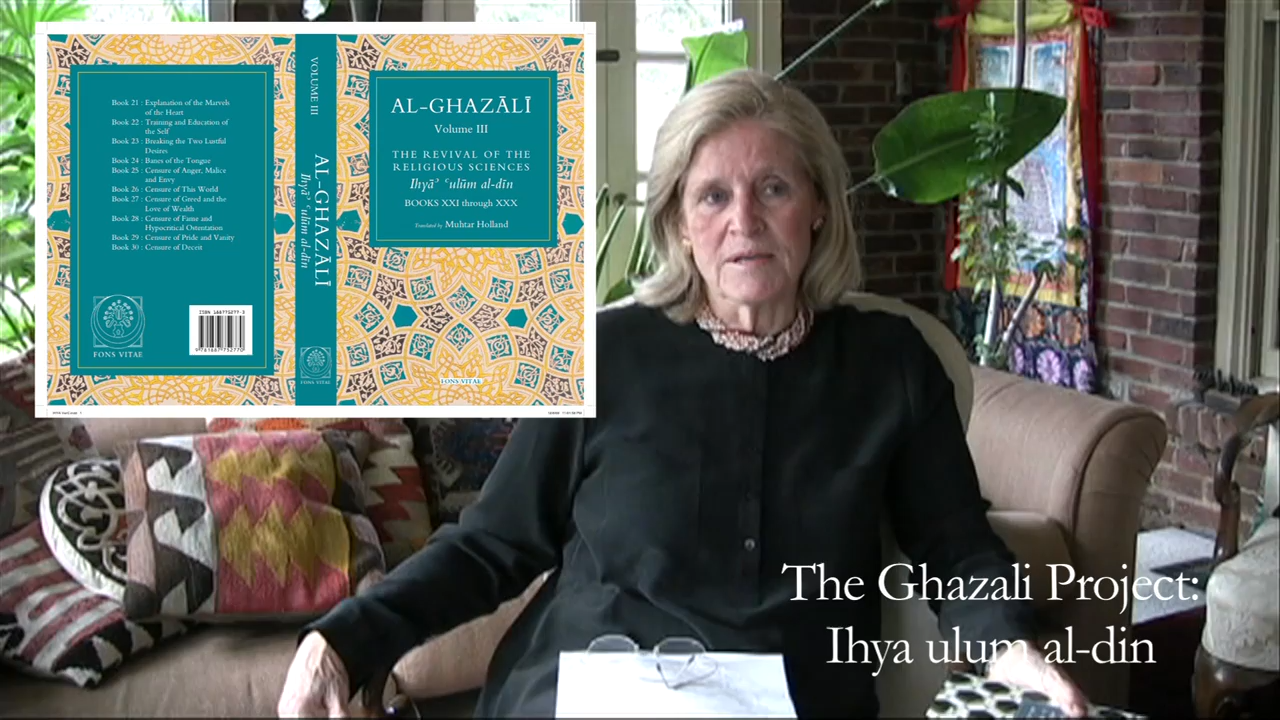 Book 21 : Explanation of the Marvels
of the Heart
Book 22 : Training and Education of
the Self
Book 23 : Breaking the Two Lustful
Desires
Book 24 : Banes of the Tongue
Book 25 : Censure of Anger, Malice
and Envy
Book 26 : Censure of This World
Book 27 : Censure of Greed and the
Love of Wealth
Book 28 : Censure of Fame and
Hypocritical Ostentation
Book 29 : Censure of Pride and Vanity
Book 30 : Censure of Deceit
FONS VITAE
VOLUME III
AL-GHAZĀLĪ
Iḥyāʾ ʿulūm al-dīn
FONS VITAE
AL-GHAZĀLĪ
Volume III
THE REVIVAL OF THE
RELIGIOUS SCIENCES
Iḥyāʾ ʿulūm al-dīn
BOOKS XXI through XXX
Translated by Muhtar Holland
FONS VITAE
The Ghazali Project:
Ihya ulum al-din